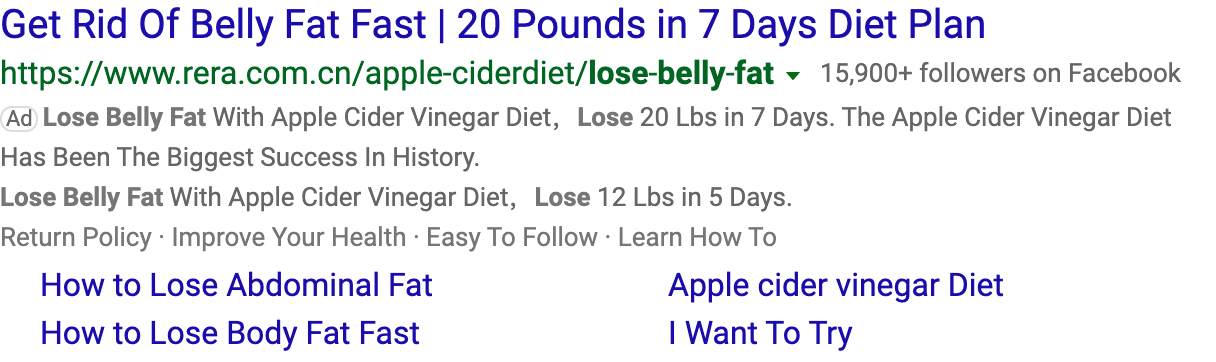 Get Rid Of Belly Fat Fast | 20 Pounds in 7 Days Diet Plan
https://www.rera.com.cn/apple-ciderdiet/lose-belly-fat 15,900+ followers on Facebook
Ad Lose Belly Fat With Apple Cider Vinegar Diet， Lose 20 Lbs in 7 Days. The Apple Cider Vinegar Diet
Has Been The Biggest Success In History.
Lose Belly Fat With Apple Cider Vinegar Diet， Lose 12 Lbs in 5 Days.
Return Policy · Improve Your Health · Easy To Follow · Learn How To
How to Lose Abdominal Fat Apple cider vinegar Diet
How to Lose Body Fat Fast I Want To Try